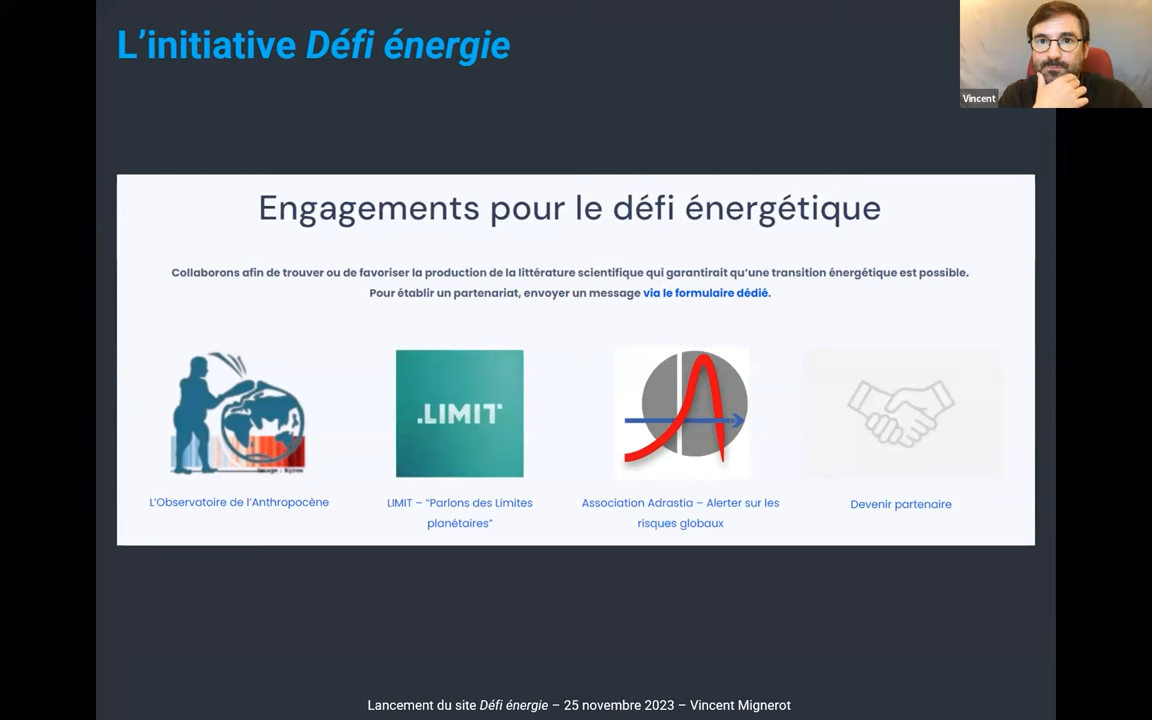 L’initiative Défi énergie
Vincent
Engagements pour le défi énergétique
Collaborons afin de trouver ou de favoriser la production de la littérature scientifique qui garantirait qu’une transition énergétique est possible.
Pour établir un partenariat, envoyer un message via le formulaire dédié.
.LIMIT
Image : Kyros
L’Observatoire de l’Anthropocène
LIMIT – “Parlons des Limites
planétaires”
Association Adrastia – Alerter sur les
risques globaux
Devenir partenaire
Lancement du site Défi énergie – 25 novembre 2023 – Vincent Mignerot